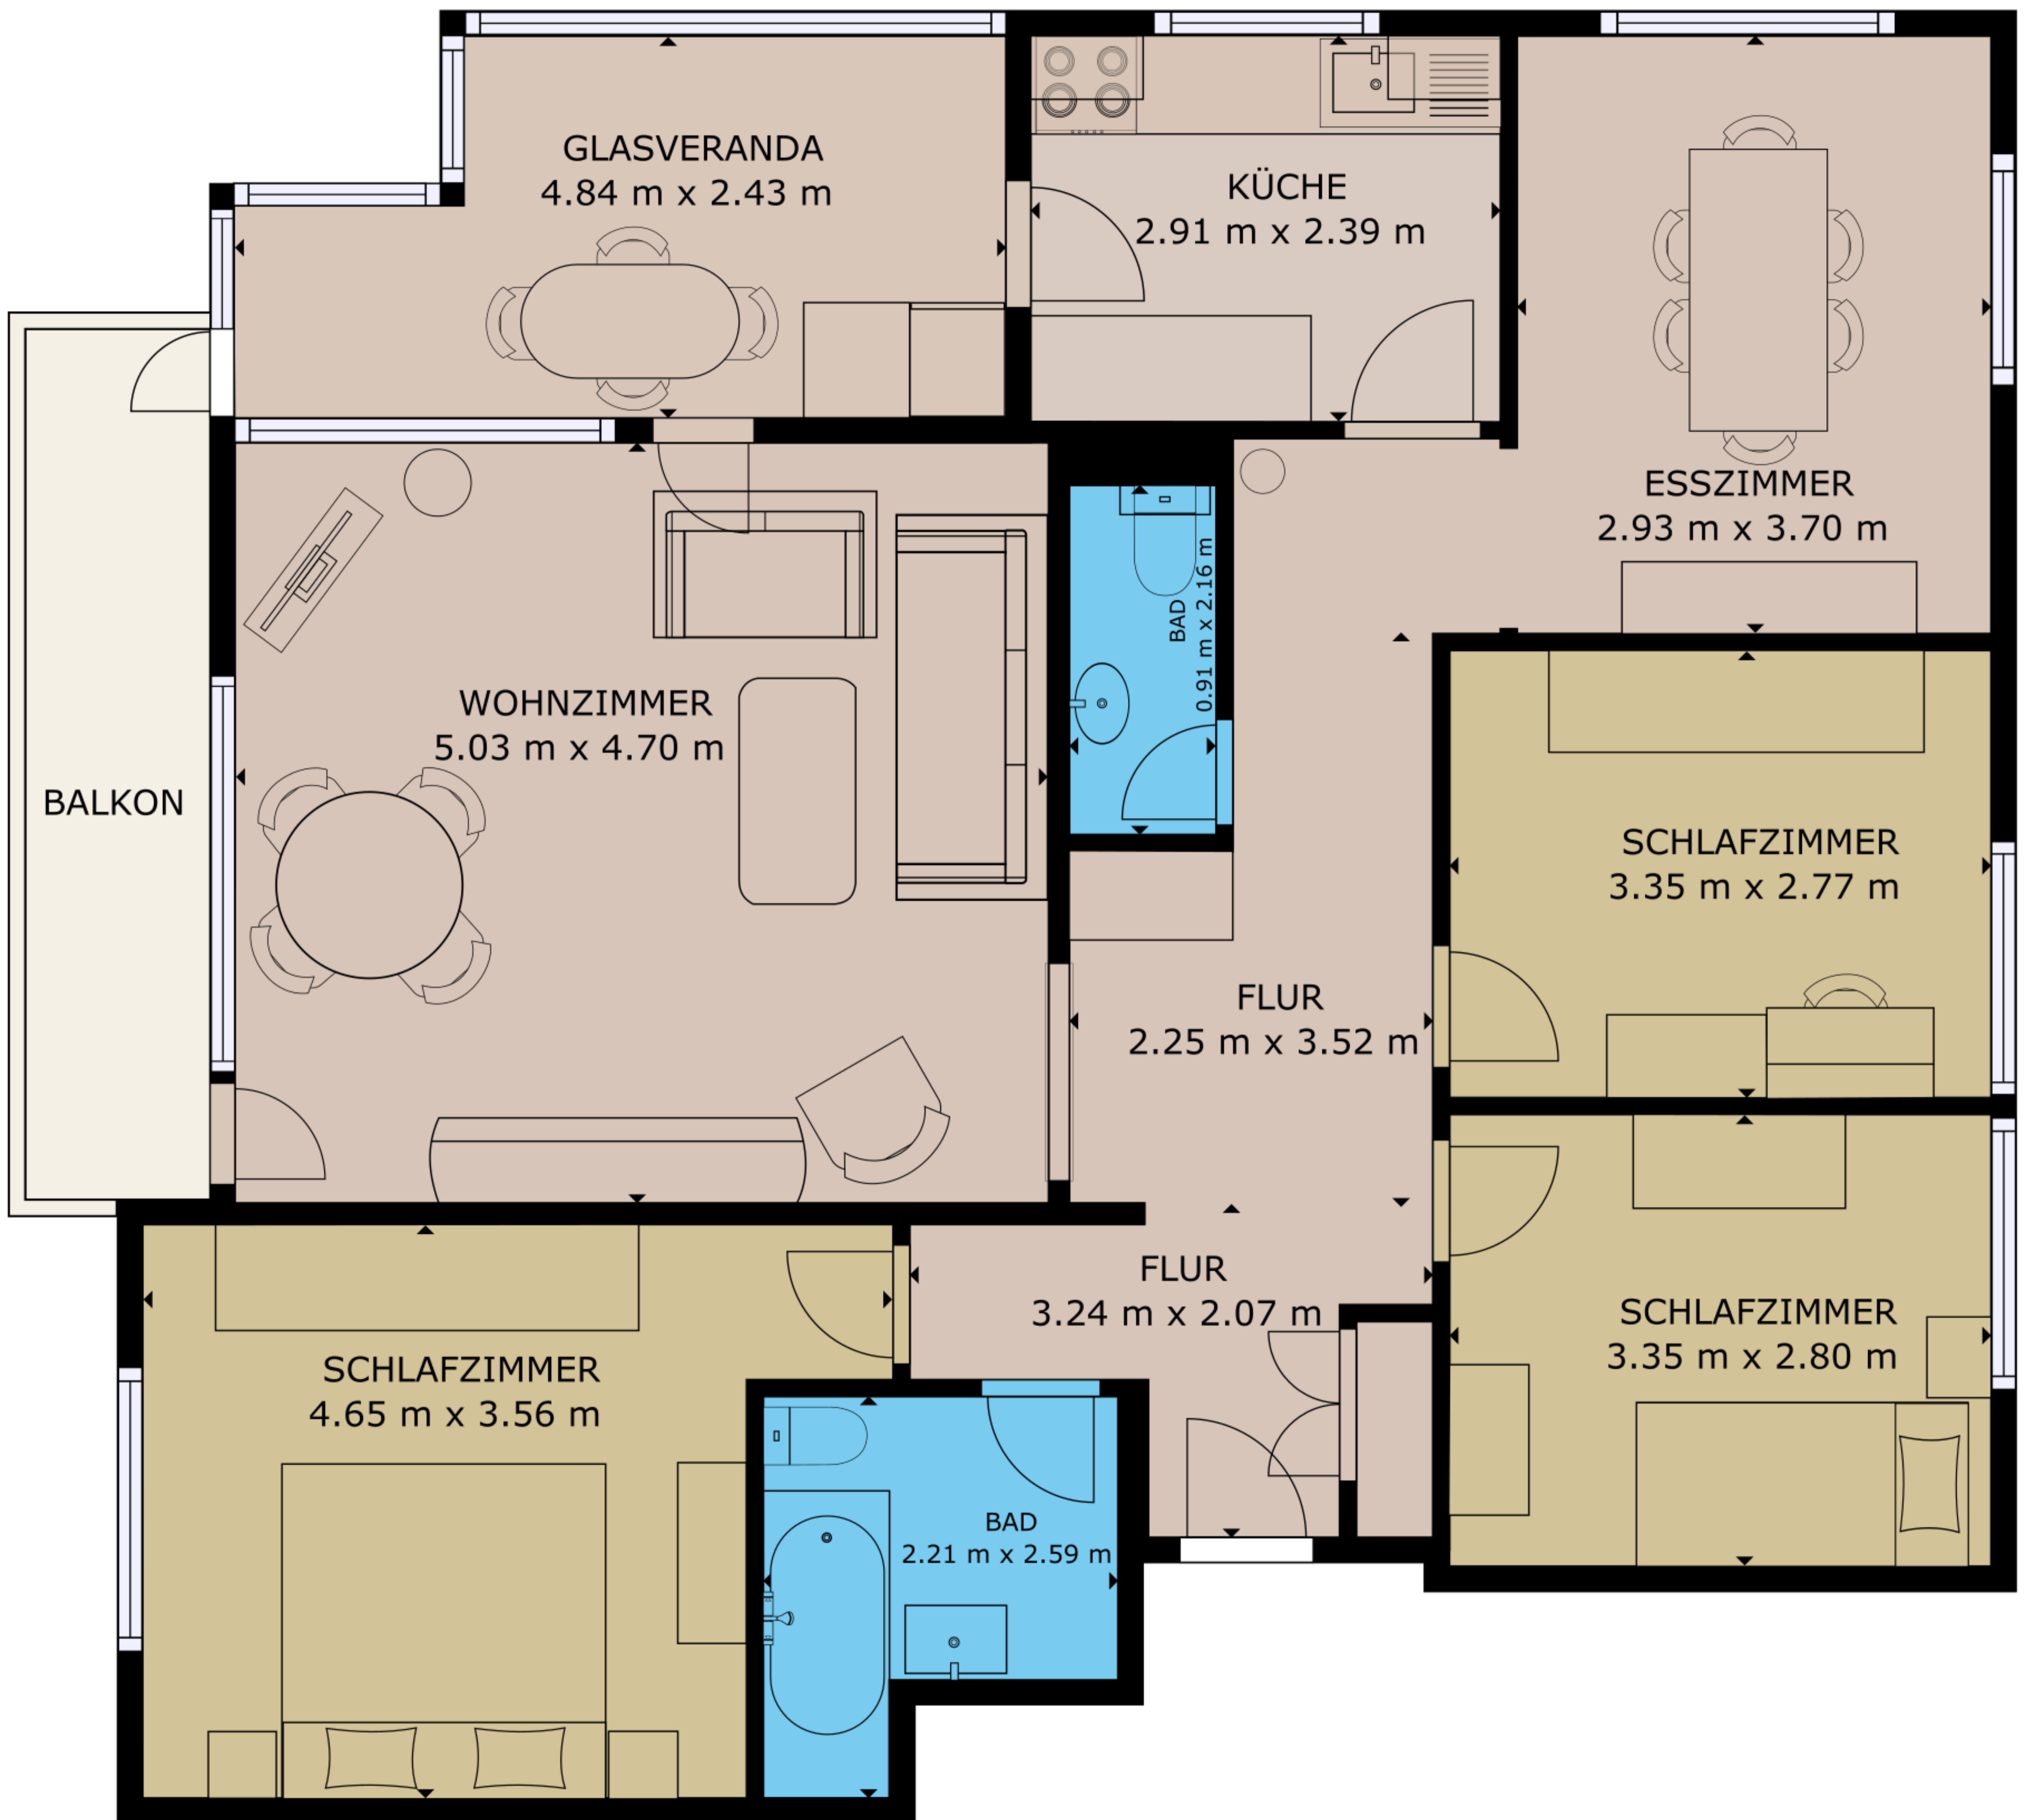 GLASVERANDA
4.84 m x 2.43 m
KÜCHE
2.91 m x 2.39 m
ESSZIMMER
2.93 m x 3.70 m
BAD
0.91 m x 2.16 m
WOHNZIMMER
5.03 m x 4.70 m
BALKON
SCHLAFZIMMER
3.35 m x 2.77 m
FLUR
2.25 m x 3.52 m
FLUR
3.24 m x 2.07 m
SCHLAFZIMMER
3.35 m x 2.80 m
SCHLAFZIMMER
4.65 m x 3.56 m
BAD
2.21 m x 2.59 m